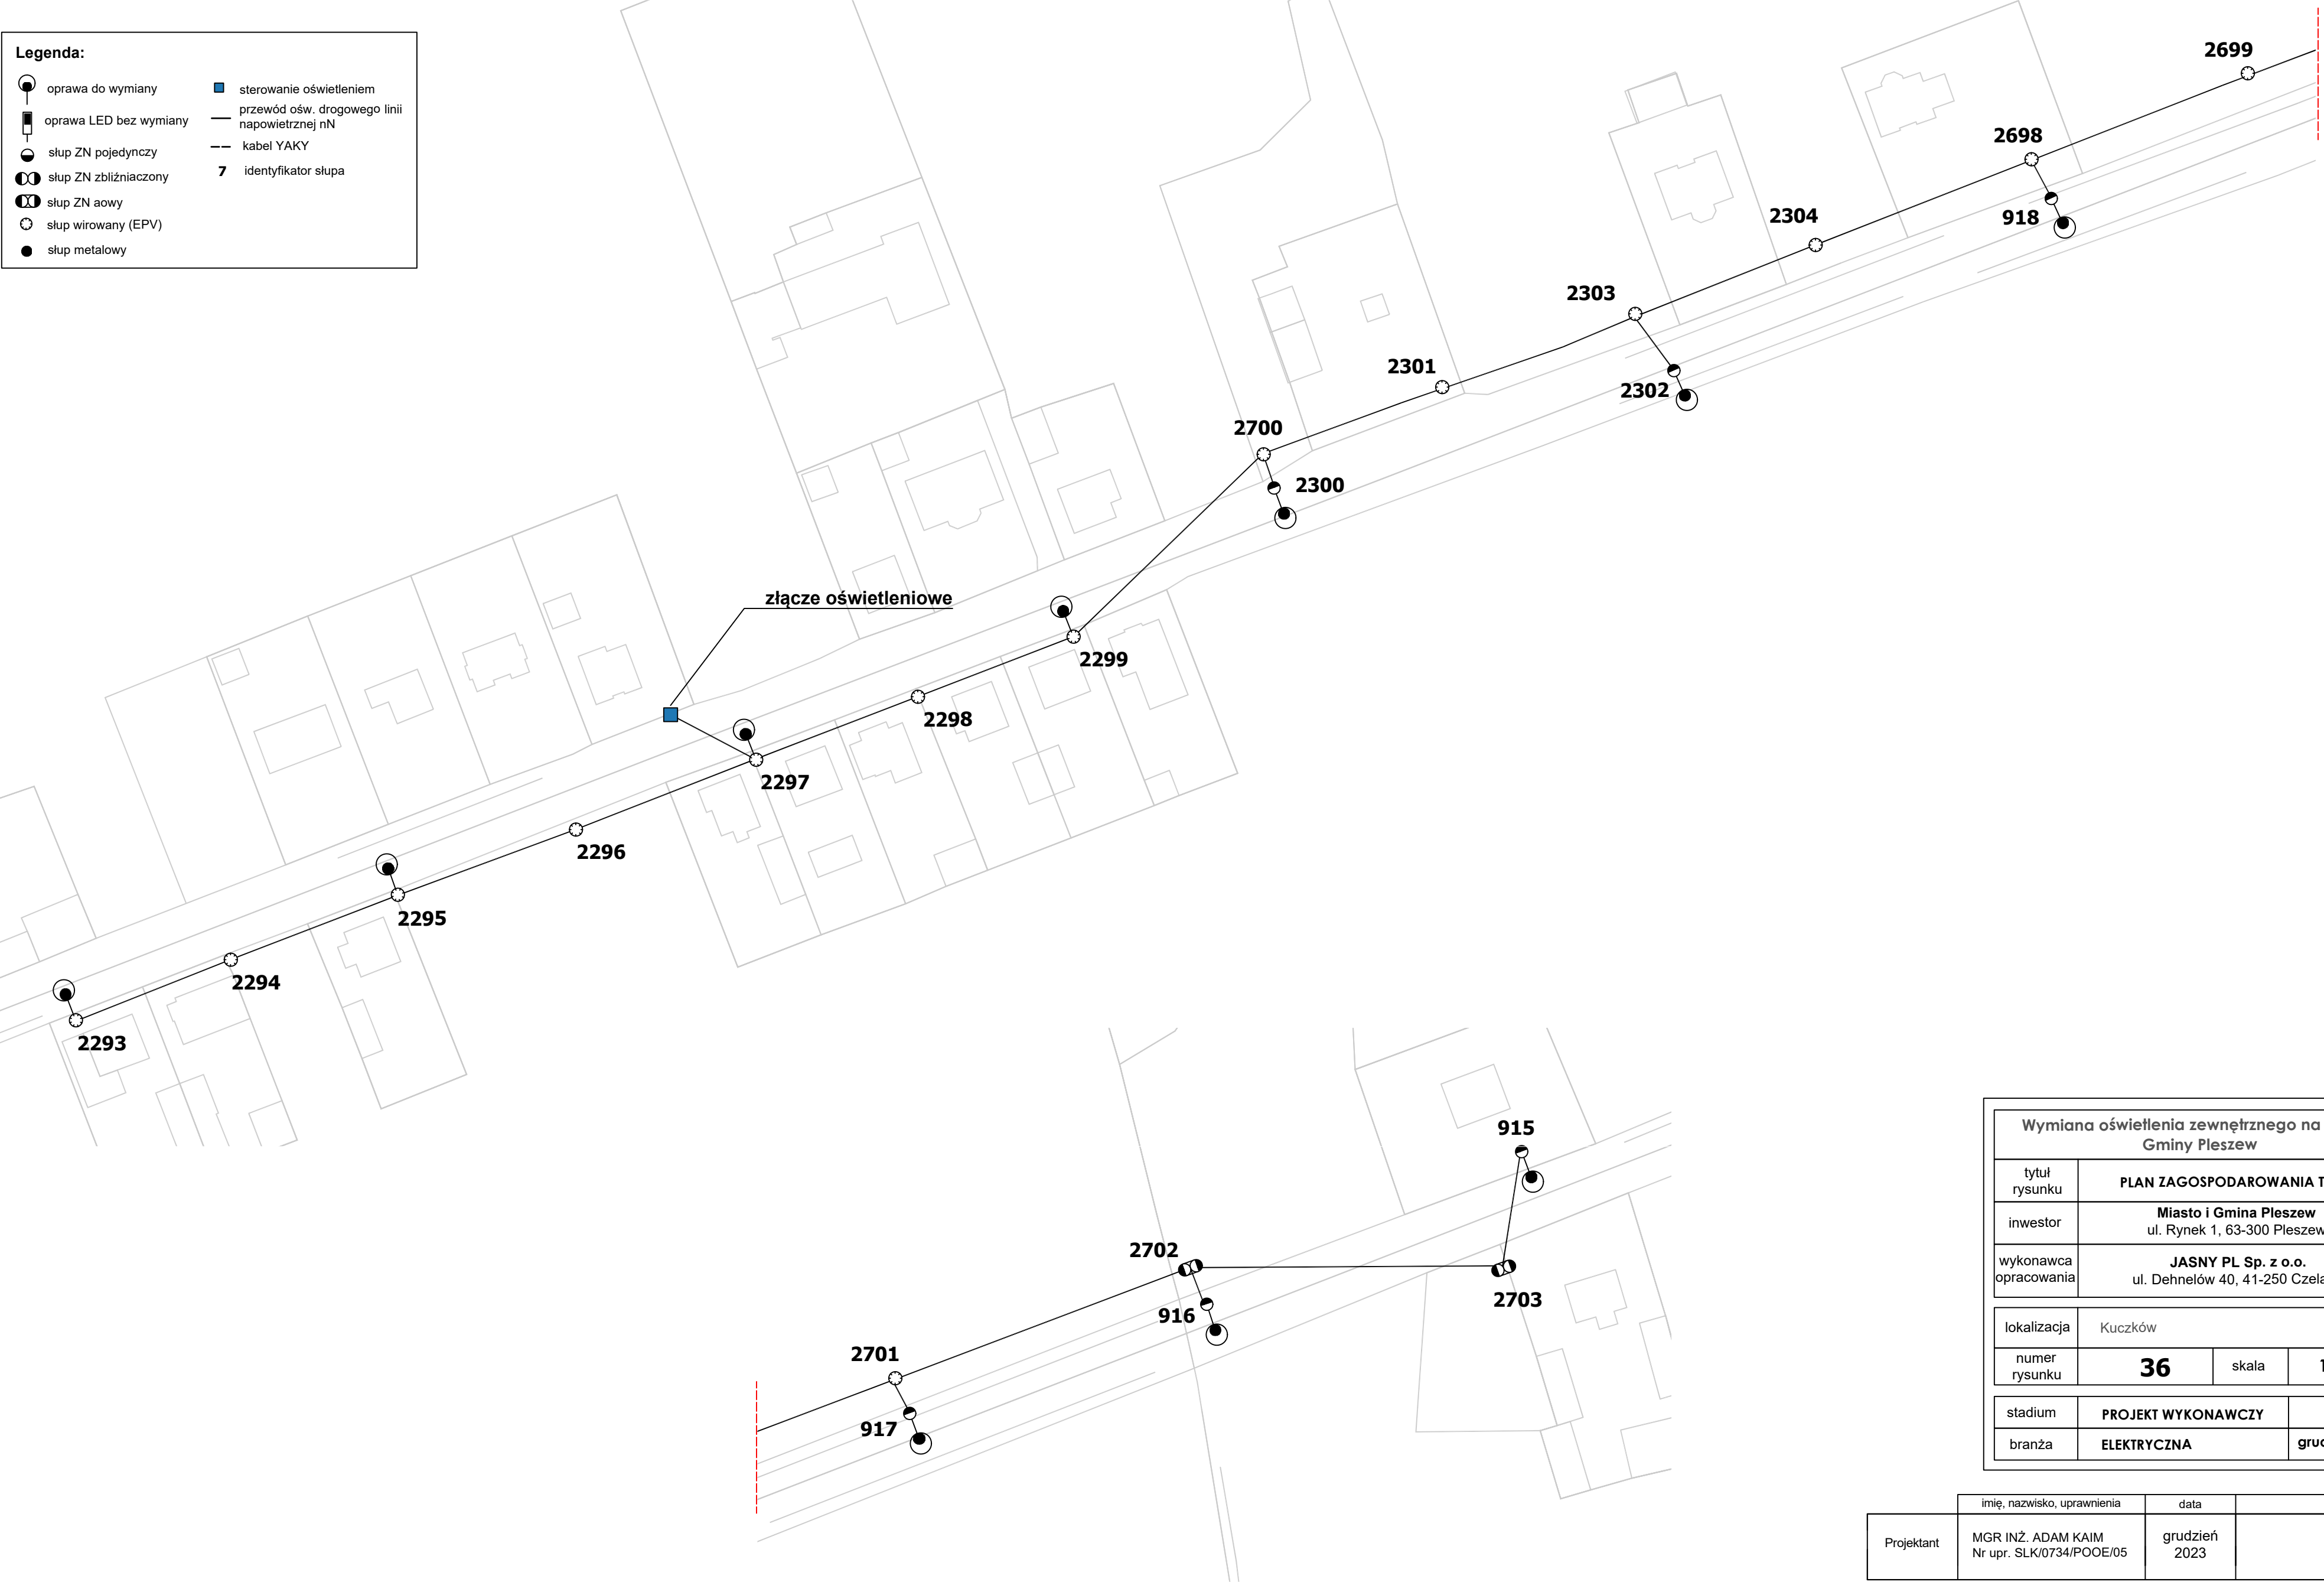 Legenda:
oprawa do wymiany
oprawa LED bez wymiany
słup ZN pojedynczy
słup ZN zbliźniaczony
słup ZN aowy
słup wirowany (EPV)
słup metalowy
sterowanie oświetleniem
przewód ośw. drogowego linii
napowietrznej nN
kabel YAKY
7 identyfikator słupa
2699
2698
918
2304
2303
2302
2301
2700
2300
złącze oświetleniowe
2299
2298
2297
2296
2295
2294
2293
915
2702
916
2703
2701
917
Wymiana oświetlenia zewnętrznego na
Gminy Pleszew
tytuł
rysunku
PLAN ZAGOSPODAROWANIA
inwestor
Miasto i Gmina Pleszew
ul. Rynek 1, 63-300 Pleszew
wykonawca
opracowania
JASNY PL Sp. z o.o.
ul. Dehnelów 40, 41-250
lokalizacja Kuczków
numer
rysunku
36 skala
stadium PROJEKT WYKONAWCZY
branża ELEKTRYCZNA
imię, nazwisko, uprawnienia data
Projektant
MGR INŻ. ADAM KAIM
Nr upr. SLK/0734/POOE/05
grudzień
2023